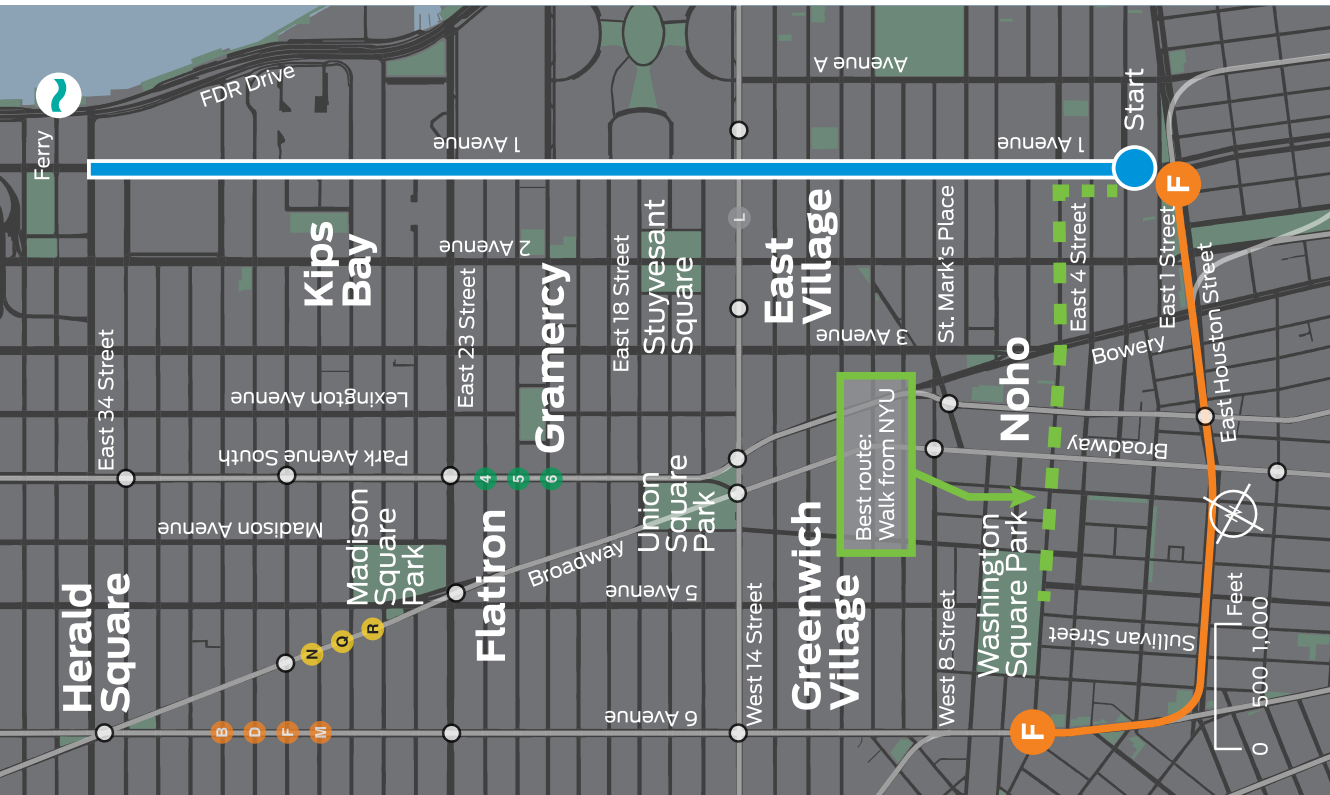 Ferry
FDR Drive
Avenue A
Start
1 Avenue
1 Avenue
F
Kips
Bay
2 Avenue
East 23 Street
Gramercy
East 18 Street
Stuyvesant
Square
L
East
Village
3 Avenue
St. Mark's Place
East 4 Street
East 1 Street
East Houston Street
Bowery
Noho
East 34 Street
Lexington Avenue
Park Avenue South
4
5
6
Broadway
Best route:
Walk from NYU
Madison Avenue
Madison
Square
Park
Flatiron
Broadway
Union
Square
Park
5 Avenue
Greenwich
Village
Washington
Square Park
N
Herald
Square
N
Q
R
B
D
F
M
6 Avenue
West 14 Street
West 8 Street
Sullivan Street
F
Feet
0 500 1,000